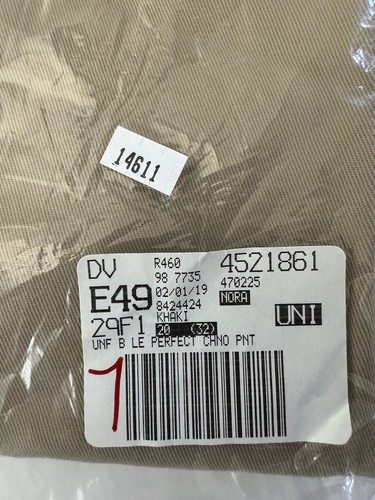 14611
DV R460 4521861
98 7735 470225
E49 02/01/19 NORA
8424424
29F1 KHAKI UNI
20 (32)
UNF B LE PERFECT CHNO PNT
1